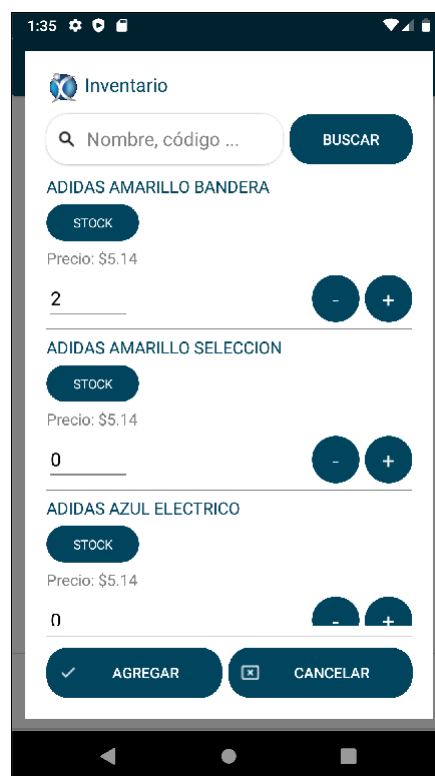 1:35
Inventario
Nombre, código ...
BUSCAR
ADIDAS AMARILLO BANDERA
STOCK
Precio: $5.14
2
- +
ADIDAS AMARILLO SELECCION
STOCK
Precio: $5.14
0
- +
ADIDAS AZUL ELECTRICO
STOCK
Precio: $5.14
0
- +
AGREGAR
CANCELAR